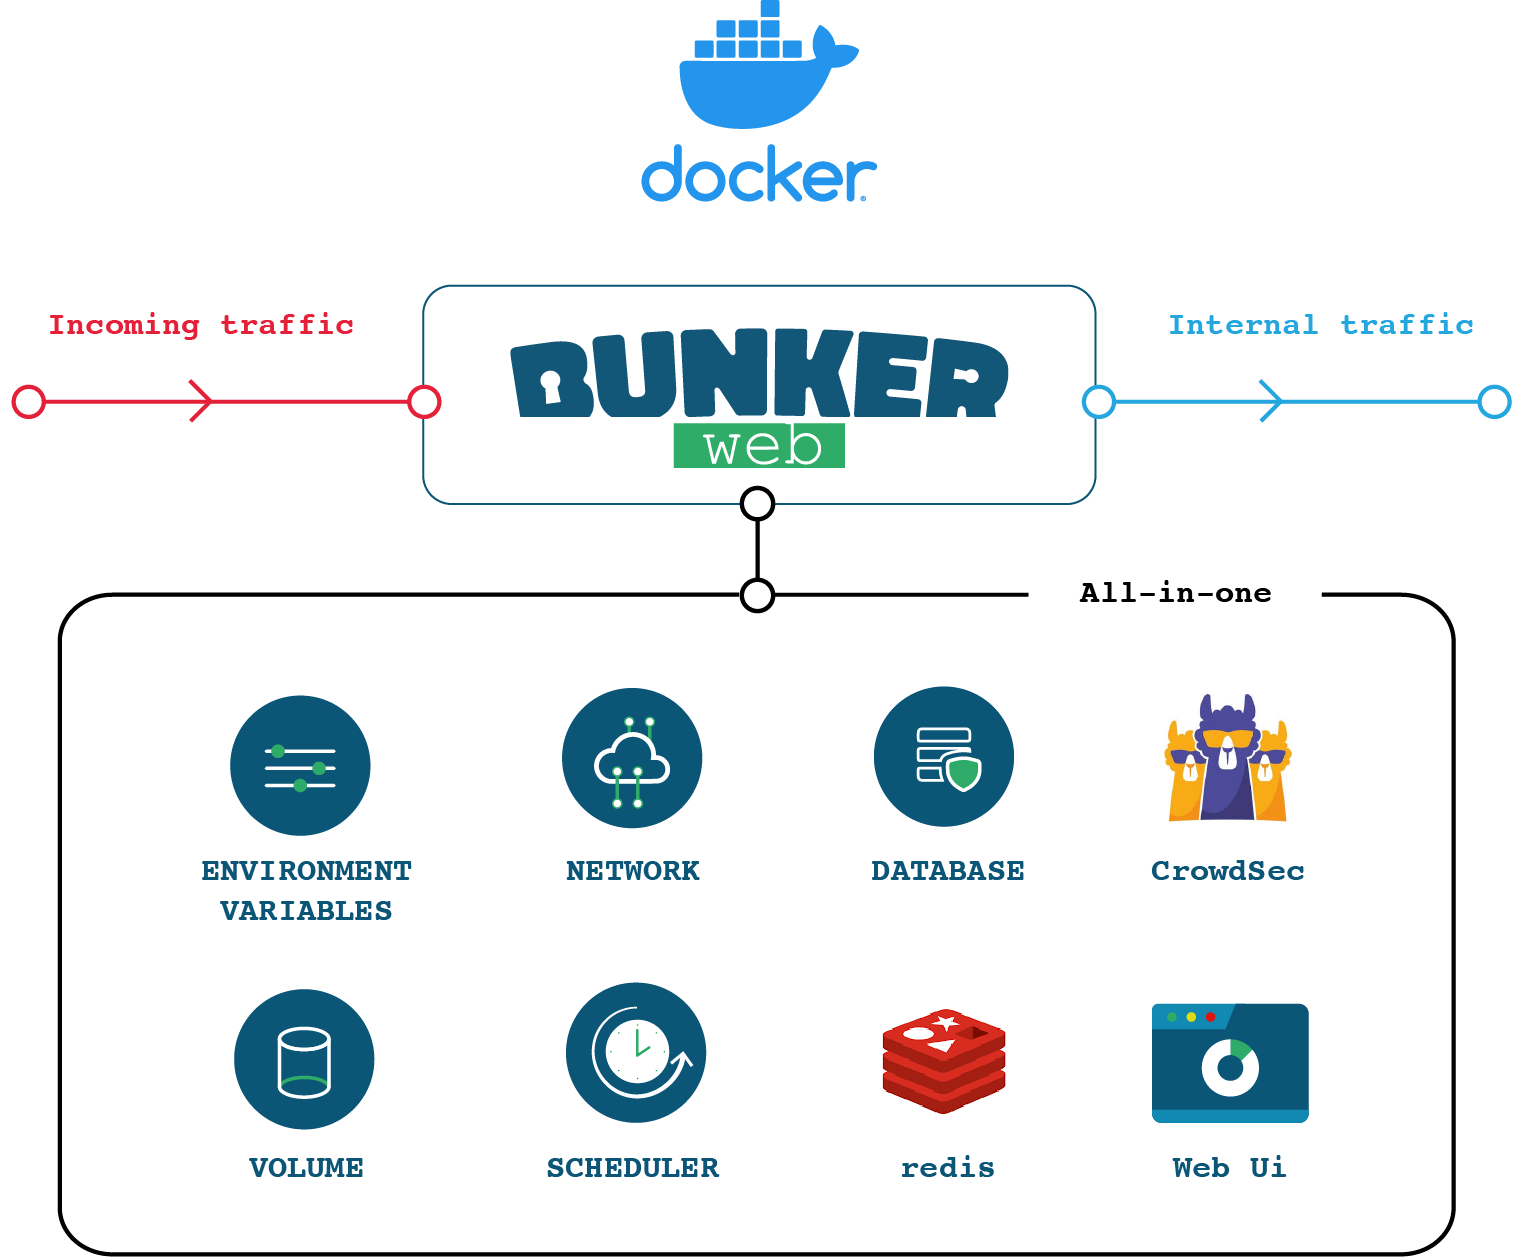 docker®
Incoming traffic
BUNKER
web
Internal traffic
All-in-one
ENVIRONMENT
VARIABLES
NETWORK
DATABASE
CrowdSec
VOLUME
SCHEDULER
redis
Web Ui